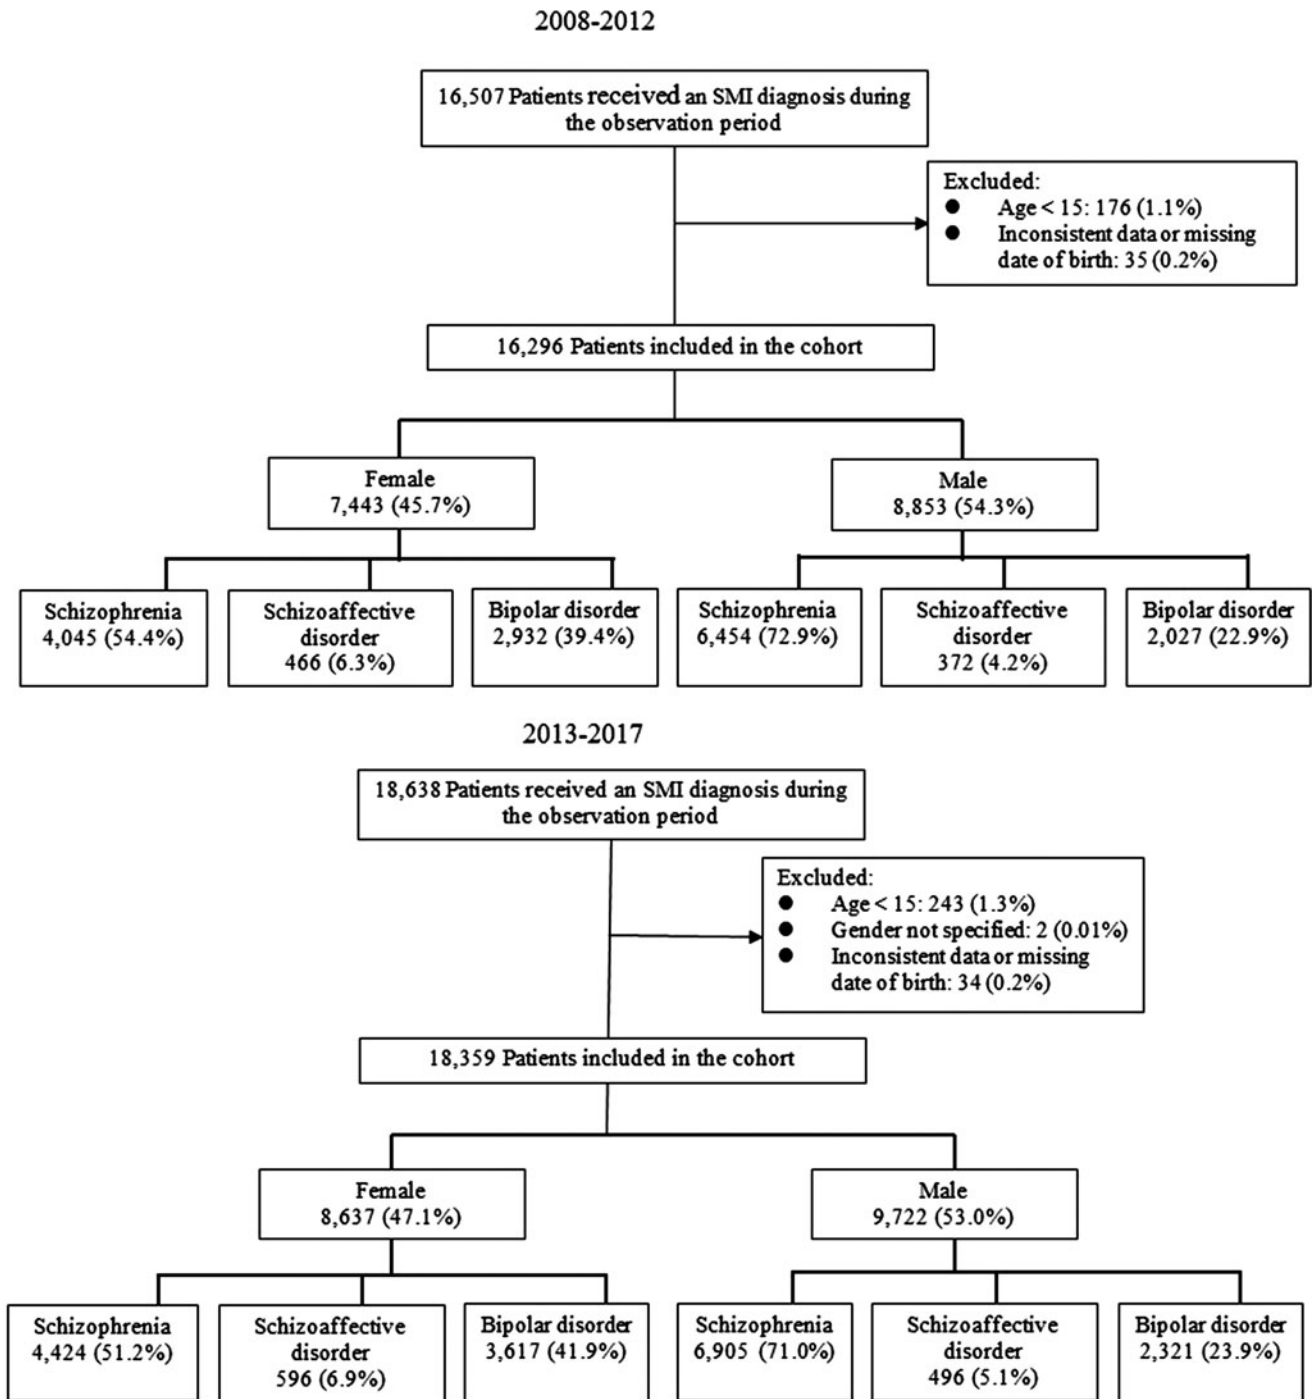 2008-2012
16,507 Patients received an SMI diagnosis during
the observation period
Excluded:
● Age < 15: 176 (1.1%)
● Inconsistent data or missing
date of birth: 35 (0.2%)
16,296 Patients included in the cohort
Female
7,443 (45.7%)
Male
8,853 (54.3%)
Schizophrenia
4,045 (54.4%)
Schizoaffective
disorder
466 (6.3%)
Bipolar disorder
2,932 (39.4%)
Schizophrenia
6,454 (72.9%)
Schizoaffective
disorder
372 (4.2%)
Bipolar disorder
2,027 (22.9%)
2013-2017
18,638 Patients received an SMI diagnosis during
the observation period
Excluded:
● Age < 15: 243 (1.3%)
● Gender not specified: 2 (0.01%)
● Inconsistent data or missing
date of birth: 34 (0.2%)
18,359 Patients included in the cohort
Female
8,637 (47.1%)
Male
9,722 (53.0%)
Schizophrenia
4,424 (51.2%)
Schizoaffective
disorder
596 (6.9%)
Bipolar disorder
3,617 (41.9%)
Schizophrenia
6,905 (71.0%)
Schizoaffective
disorder
496 (5.1%)
Bipolar disorder
2,321 (23.9%)